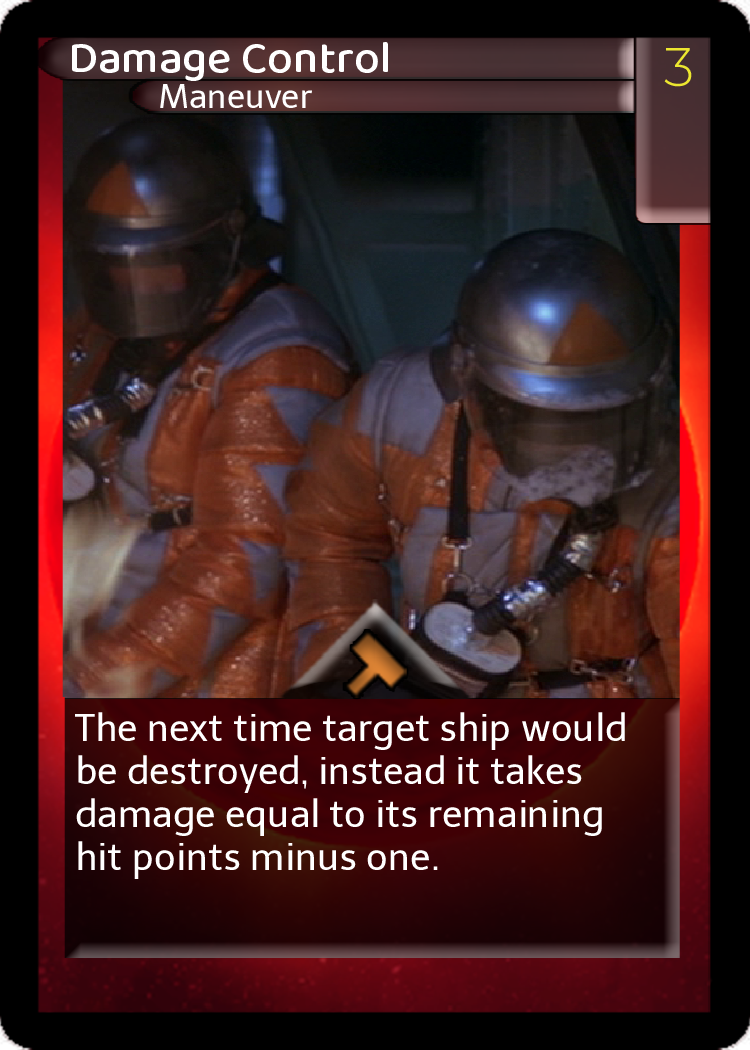 Damage Control
3
Maneuver
The next time target ship would
be destroyed, instead it takes
damage equal to its remaining
hit points minus one.